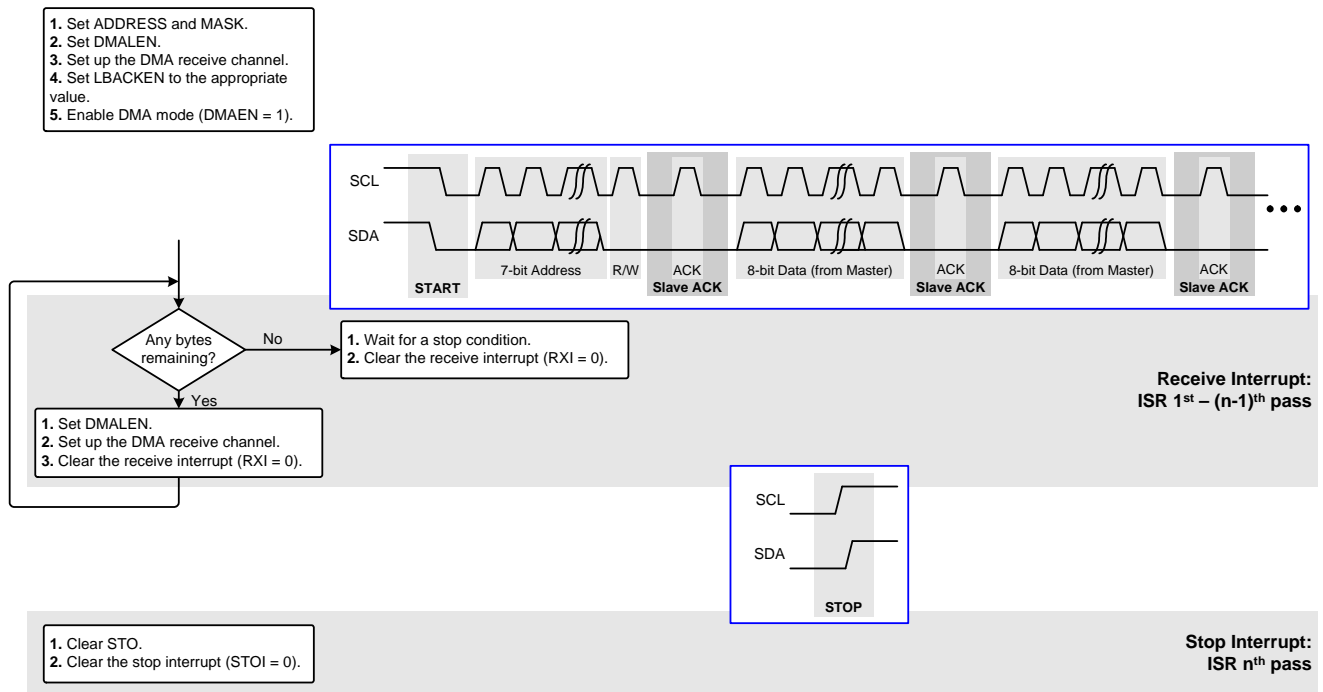 1. Set ADDRESS and MASK.
2. Set DMALEN.
3. Set up the DMA receive channel.
4. Set LBACKEN to the appropriate
value.
5. Enable DMA mode (DMAEN = 1).
SCL
SDA
7-bit Address
R/W
ACK
8-bit Data (from Master)
ACK
8-bit Data (from Master)
ACK
START
Slave ACK
Slave ACK
Slave ACK
Any bytes
remaining?
No
Yes
1. Wait for a stop condition.
2. Clear the receive interrupt (RXI = 0).
Receive Interrupt:
ISR 1st – (n-1)th pass
1. Set DMALEN.
2. Set up the DMA receive channel.
3. Clear the receive interrupt (RXI = 0).
SCL
SDA
STOP
1. Clear STO.
2. Clear the stop interrupt (STOI = 0).
Stop Interrupt:
ISR nth pass